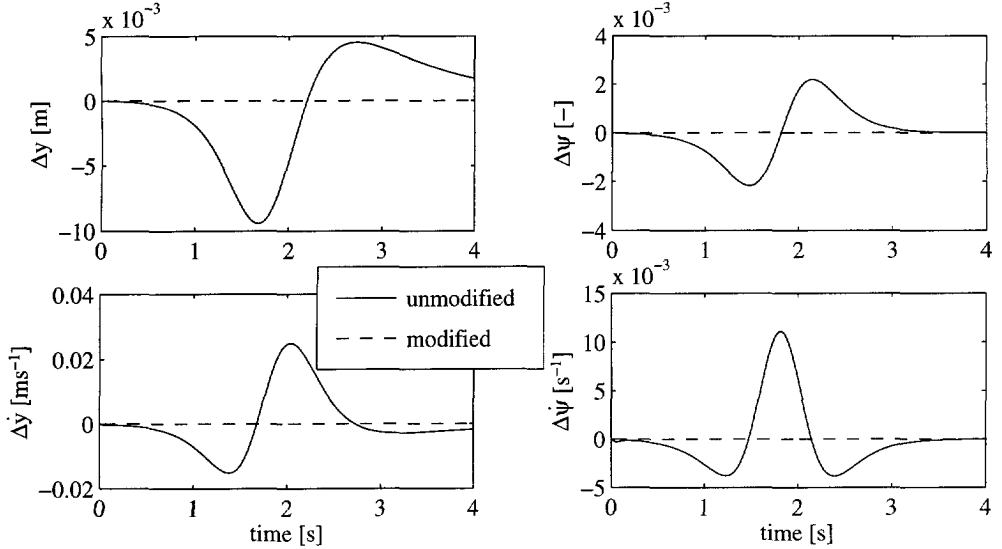 x 10⁻³
5
0
−5
−10
Δy [m]
0 1 2 3 4
x 10⁻³
4
2
0
−2
−4
Δψ [−]
0 1 2 3 4
0.04
0.02
0
−0.02
Δẏ [ms⁻¹]
0 1 2 3 4
time [s]
unmodified
modified
x 10⁻³
15
10
5
0
−5
Δψ̇ [s⁻¹]
0 1 2 3 4
time [s]